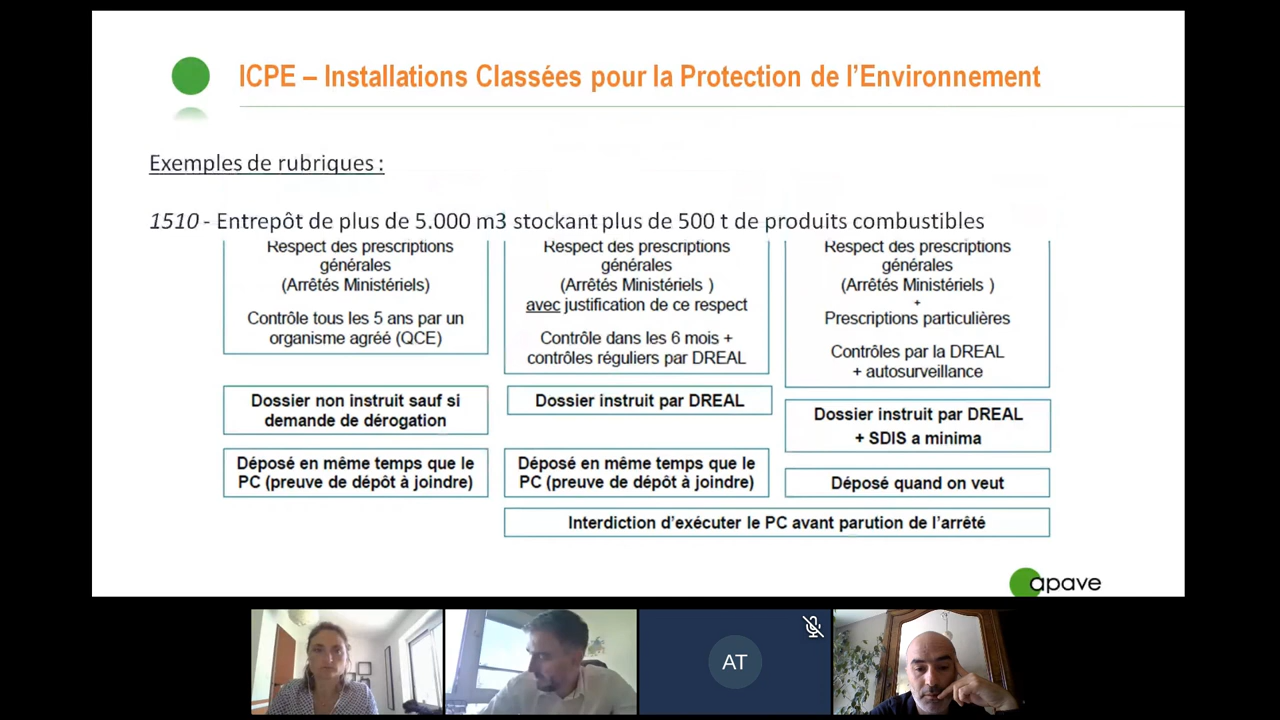 ICPE – Installations Classées pour la Protection de l'Environnement
Exemples de rubriques :
1510 - Entrepôt de plus de 5.000 m3 stockant plus de 500 t de produits combustibles
Respect des prescriptions
générales
(Arrêtés Ministériels)
Contrôle tous les 5 ans par un
organisme agréé (QCE)
Dossier non instruit sauf si
demande de dérogation
Déposé en même temps que le
PC (preuve de dépôt à joindre)
Respect des prescriptions
générales
(Arrêtés Ministériels )
avec justification de ce respect
Contrôle dans les 6 mois +
contrôles réguliers par DREAL
Dossier instruit par DREAL
Déposé en même temps que le
PC (preuve de dépôt à joindre)
Respect des prescriptions
générales
(Arrêtés Ministériels )
+
Prescriptions particulières
Contrôles par la DREAL
+ autosurveillance
Dossier instruit par DREAL
+ SDIS a minima
Déposé quand on veut
Interdiction d'exécuter le PC avant parution de l'arrêté
apave
AT